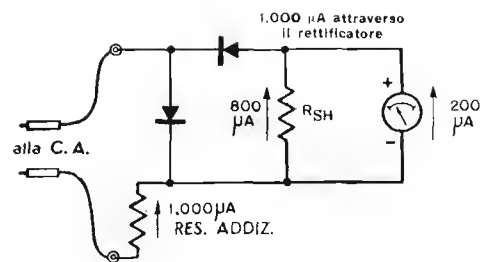 1.000 µA attraverso
il rettificatore
800
µA
RSH
+
-
200
µA
alla C. A.
1.000µA
RES. ADDIZ.